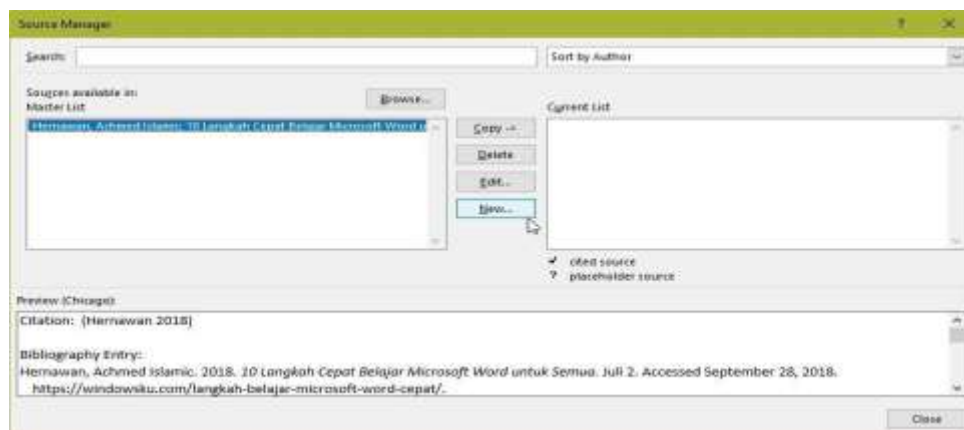 Source Manager
?
Search:
Sort by Author
Sources available in:
Master List
Browse...
Current List
Hernawan, Achmed Islamic; 10 Langkah Cepat Belajar Microsoft Word u
Copy ->
Delete
Edit...
New...
cited source
? placeholder source
Preview (Chicago):
Citation: (Hernawan 2018)
Bibliography Entry:
Hernawan, Achmed Islamic. 2018. 10 Langkah Cepat Belajar Microsoft Word untuk Semua. Juli 2. Accessed September 28, 2018.
https://windowsku.com/langkah-belajar-microsoft-word-cepat/.
Close